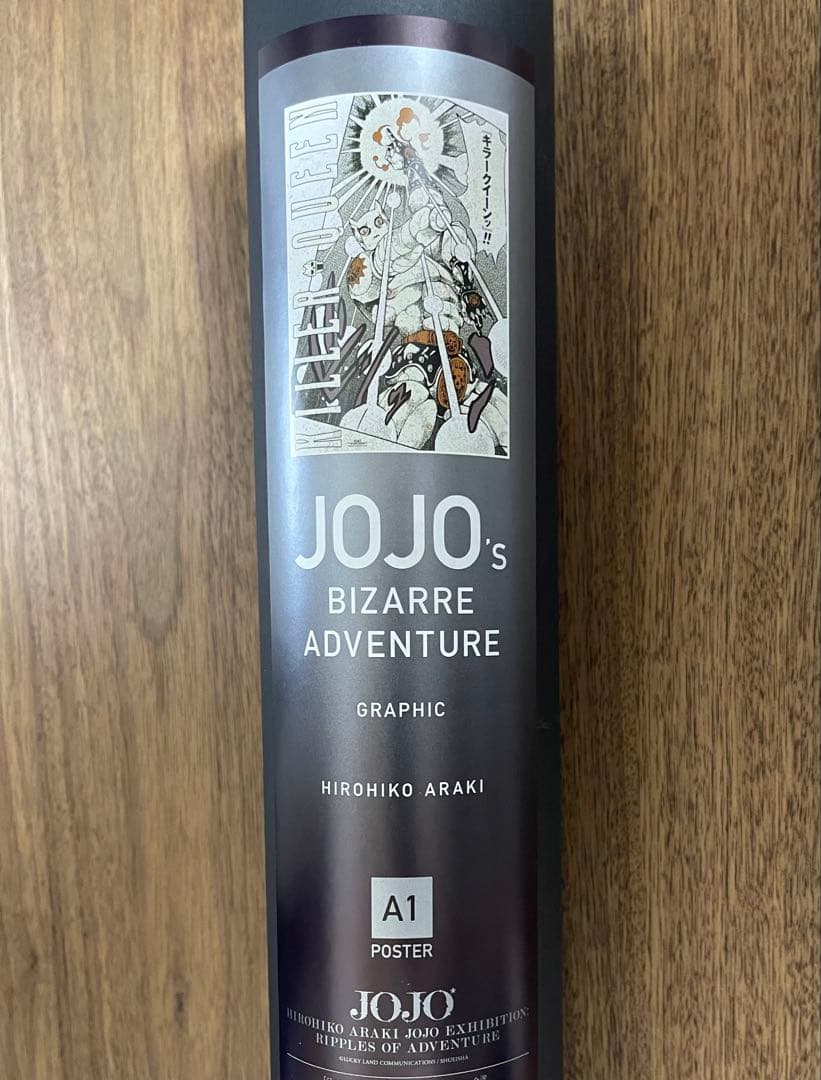 KILLER QUEEN
キラークイーンッ!!
JOJO's
BIZARRE
ADVENTURE
GRAPHIC
HIROHIKO ARAKI
A1
POSTER
JOJO
HIROHIKO ARAKI JOJO EXHIBITION:
RIPPLES OF ADVENTURE
©LUCKY LAND COMMUNICATIONS / SHUEISHA